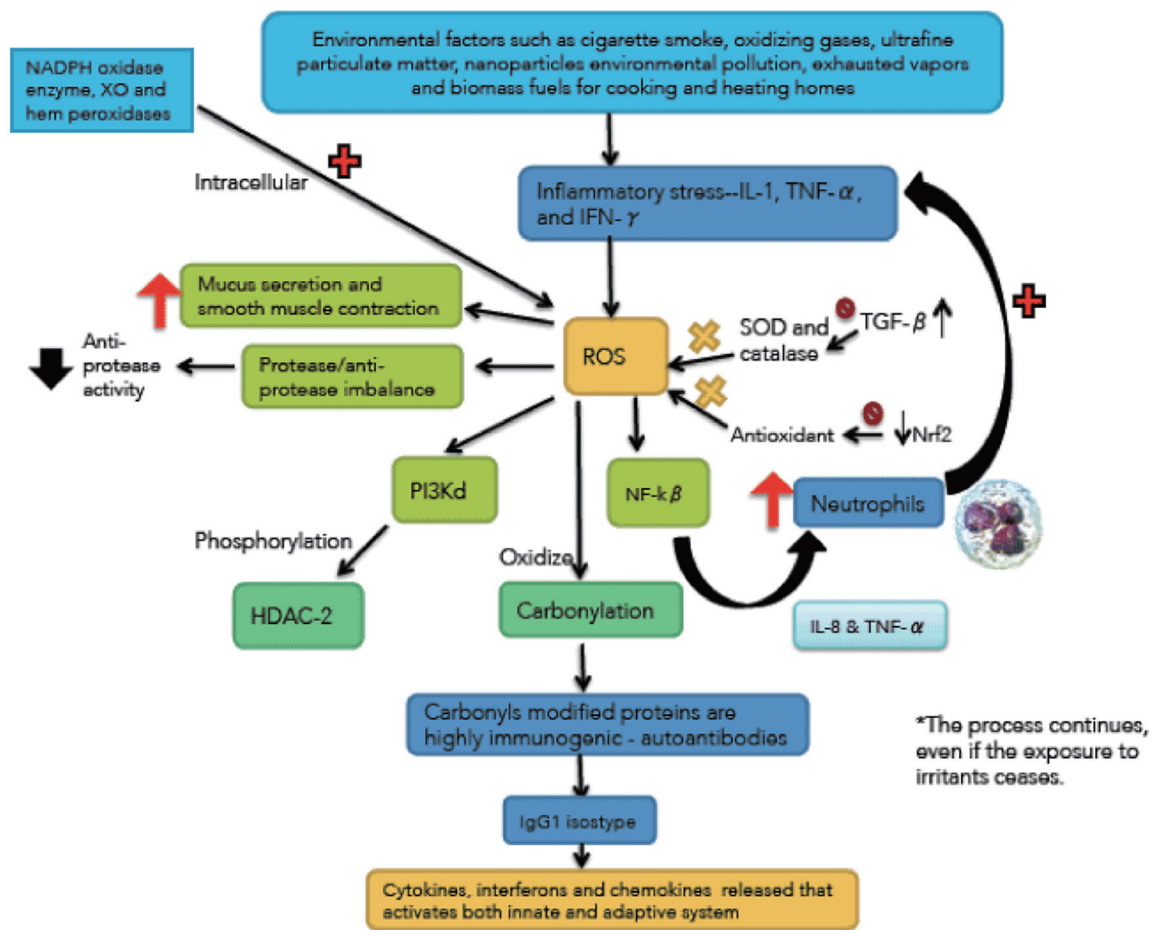 Environmental factors such as cigarette smoke, oxidizing gases, ultrafine
particulate matter, nanoparticles environmental pollution, exhausted vapors
and biomass fuels for cooking and heating homes
NADPH oxidase
enzyme, XO and
hem peroxidases
Intracellular
Inflammatory stress--IL-1, TNF-α,
and IFN-γ
Mucus secretion and
smooth muscle contraction
ROS
SOD and
catalase
TGF-β
Anti-
protease
activity
Protease/anti-
protease imbalance
Antioxidant
Nrf2
PI3Kd
NF-kβ
Neutrophils
Phosphorylation
Oxidize
HDAC-2
Carbonylation
IL-8 & TNF-α
Carbonyls modified proteins are
highly immunogenic - autoantibodies
*The process continues,
even if the exposure to
irritants ceases.
IgG1 isostype
Cytokines, interferons and chemokines released that
activates both innate and adaptive system